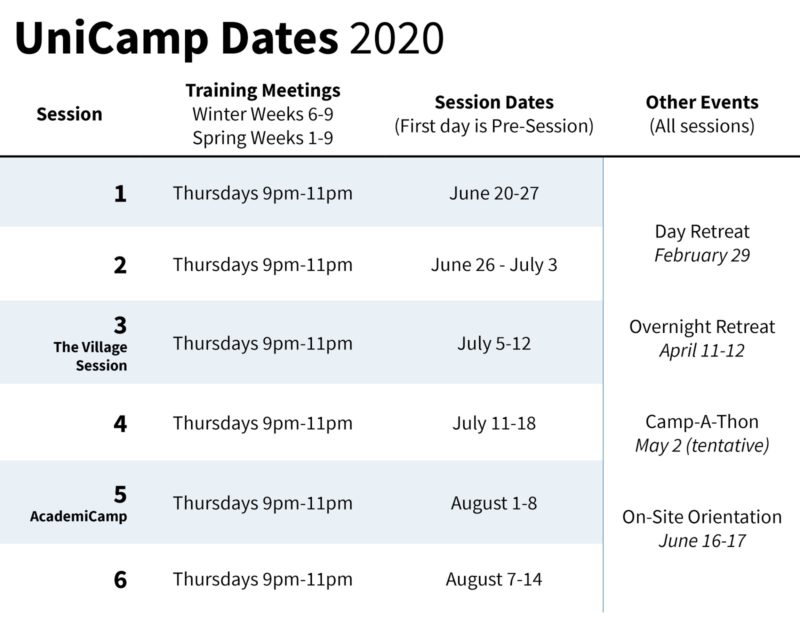 UniCamp Dates 2020
Session
Training Meetings
Winter Weeks 6-9
Spring Weeks 1-9
Session Dates
(First day is Pre-Session)
Other Events
(All sessions)
1
Thursdays 9pm-11pm
June 20-27
2
Thursdays 9pm-11pm
June 26 - July 3
3
The Village
Session
Thursdays 9pm-11pm
July 5-12
4
Thursdays 9pm-11pm
July 11-18
5
AcademiCamp
Thursdays 9pm-11pm
August 1-8
6
Thursdays 9pm-11pm
August 7-14
Day Retreat
February 29
Overnight Retreat
April 11-12
Camp-A-Thon
May 2 (tentative)
On-Site Orientation
June 16-17